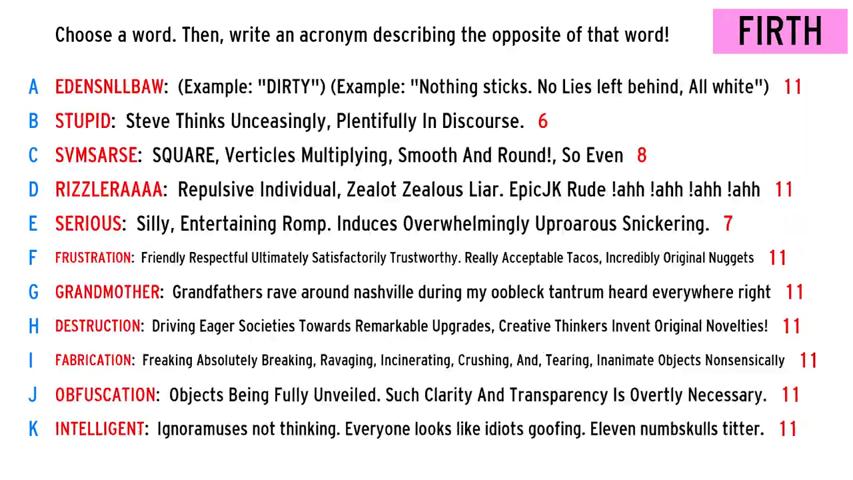 Choose a word. Then, write an acronym describing the opposite of that word!
FIRTH
A EDENSNLLBAW: (Example: "DIRTY") (Example: "Nothing sticks. No Lies left behind, All white") 11
B STUPID: Steve Thinks Unceasingly, Plentifully In Discourse. 6
C SVMSARSE: SQUARE, Verticles Multiplying, Smooth And Round!, So Even 8
D RIZZLERAAAA: Repulsive Individual, Zealot Zealous Liar. EpicJK Rude !ahh !ahh !ahh !ahh 11
E SERIOUS: Silly, Entertaining Romp. Induces Overwhelmingly Uproarous Snickering. 7
F FRUSTRATION: Friendly Respectful Ultimately Satisfactorily Trustworthy. Really Acceptable Tacos, Incredibly Original Nuggets 11
G GRANDMOTHER: Grandfathers rave around nashville during my oobleck tantrum heard everywhere right 11
H DESTRUCTION: Driving Eager Societies Towards Remarkable Upgrades, Creative Thinkers Invent Original Novelties! 11
I FABRICATION: Freaking Absolutely Breaking, Ravaging, Incinerating, Crushing, And, Tearing, Inanimate Objects Nonsensically 11
J OBFUSCATION: Objects Being Fully Unveiled. Such Clarity And Transparency Is Overtly Necessary. 11
K INTELLIGENT: Ignoramuses not thinking. Everyone looks like idiots goofing. Eleven numbskulls titter. 11